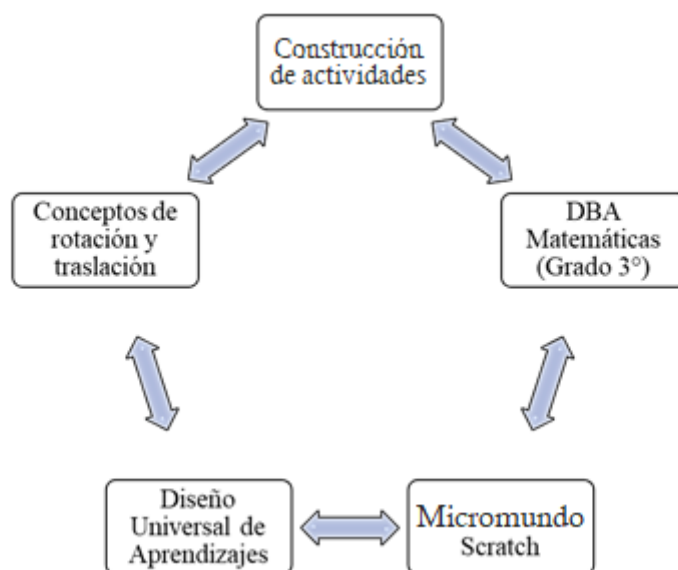 Construcción
de actividades
Conceptos de
rotación y
traslación
DBA
Matemáticas
(Grado 3°)
Diseño
Universal de
Aprendizajes
Micromundo
Scratch